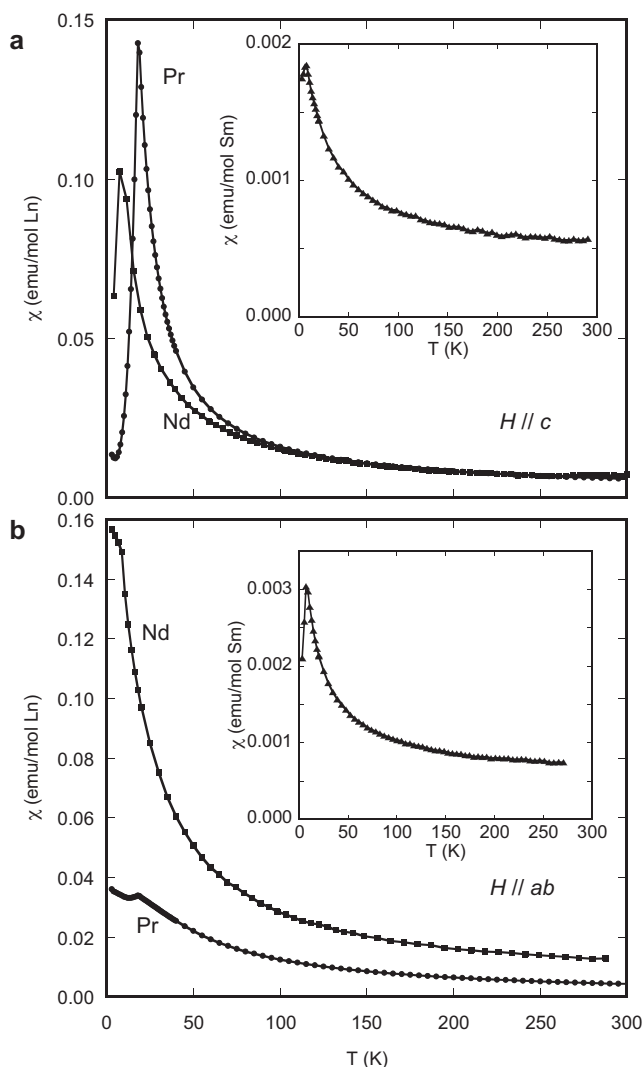 a
0.15
0.10
0.05
0.00
χ (emu/mol Ln)
Pr
Nd
H // c
0.002
0.001
0.000
χ (emu/mol Sm)
0 50 100 150 200 250 300
T (K)
b
0.16
0.14
0.12
0.10
0.08
0.06
0.04
0.02
0.00
χ (emu/mol Ln)
Nd
Pr
H // ab
0.003
0.002
0.001
0.000
χ (emu/mol Sm)
0 50 100 150 200 250 300
T (K)
0 50 100 150 200 250 300
T (K)